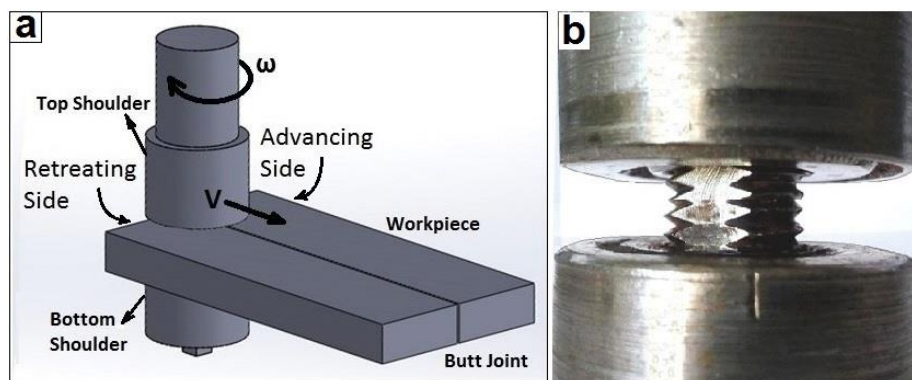 a
ω
Top Shoulder
Advancing
Side
Retreating
Side
V
Workpiece
Bottom
Shoulder
Butt Joint
b